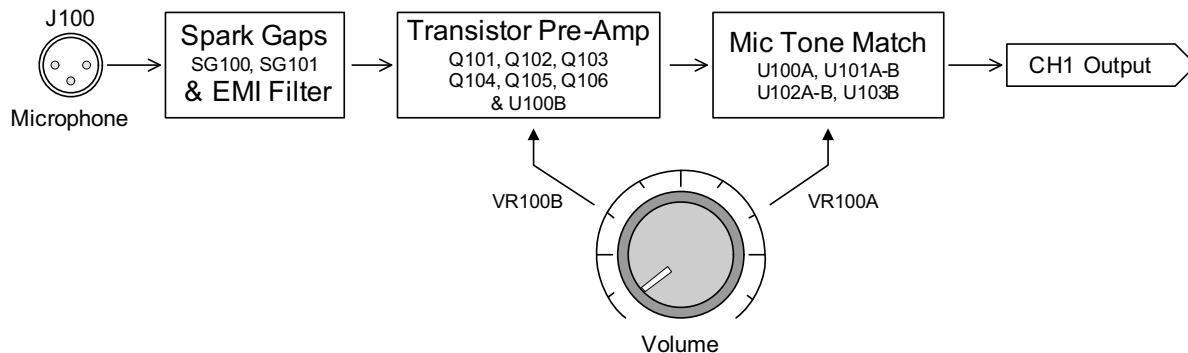 J100
Microphone
Spark Gaps
SG100, SG101
& EMI Filter
Transistor Pre-Amp
Q101, Q102, Q103
Q104, Q105, Q106
& U100B
Mic Tone Match
U100A, U101A-B
U102A-B, U103B
CH1 Output
VR100B
VR100A
Volume